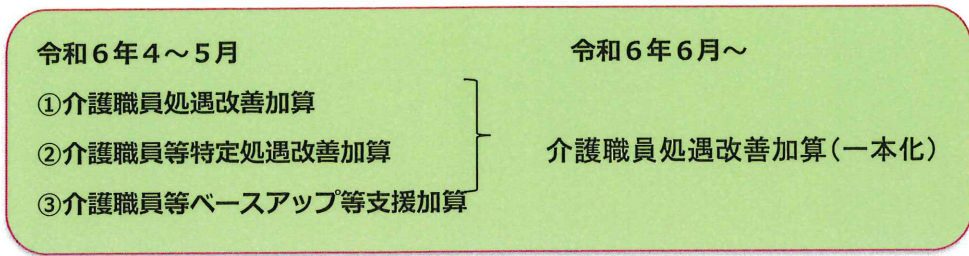 令和６年４～５月
①介護職員処遇改善加算
②介護職員等特定処遇改善加算
③介護職員等ベースアップ等支援加算
令和６年６月～
介護職員処遇改善加算（一本化）